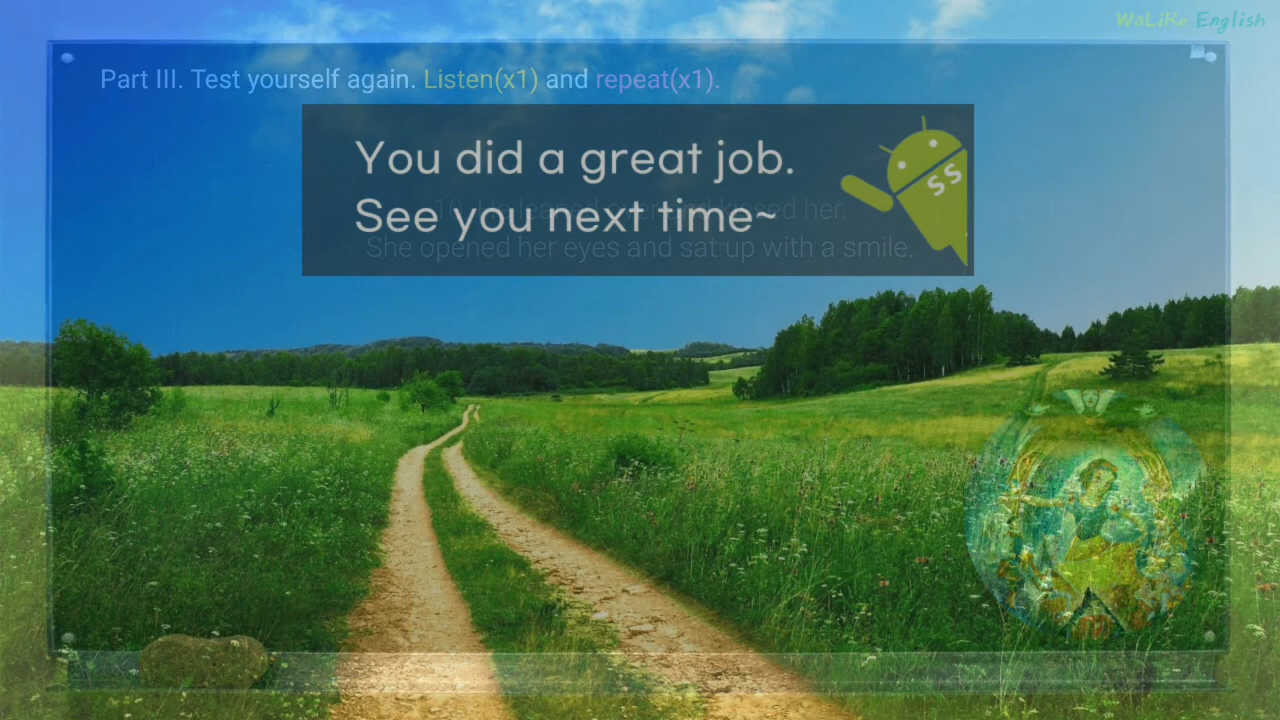 WaLiKe English
Part III. Test yourself again. Listen(x1) and repeat(x1).
You did a great job.
SS
See you next time~
her.
She opened her eyes and sat up with a smile.